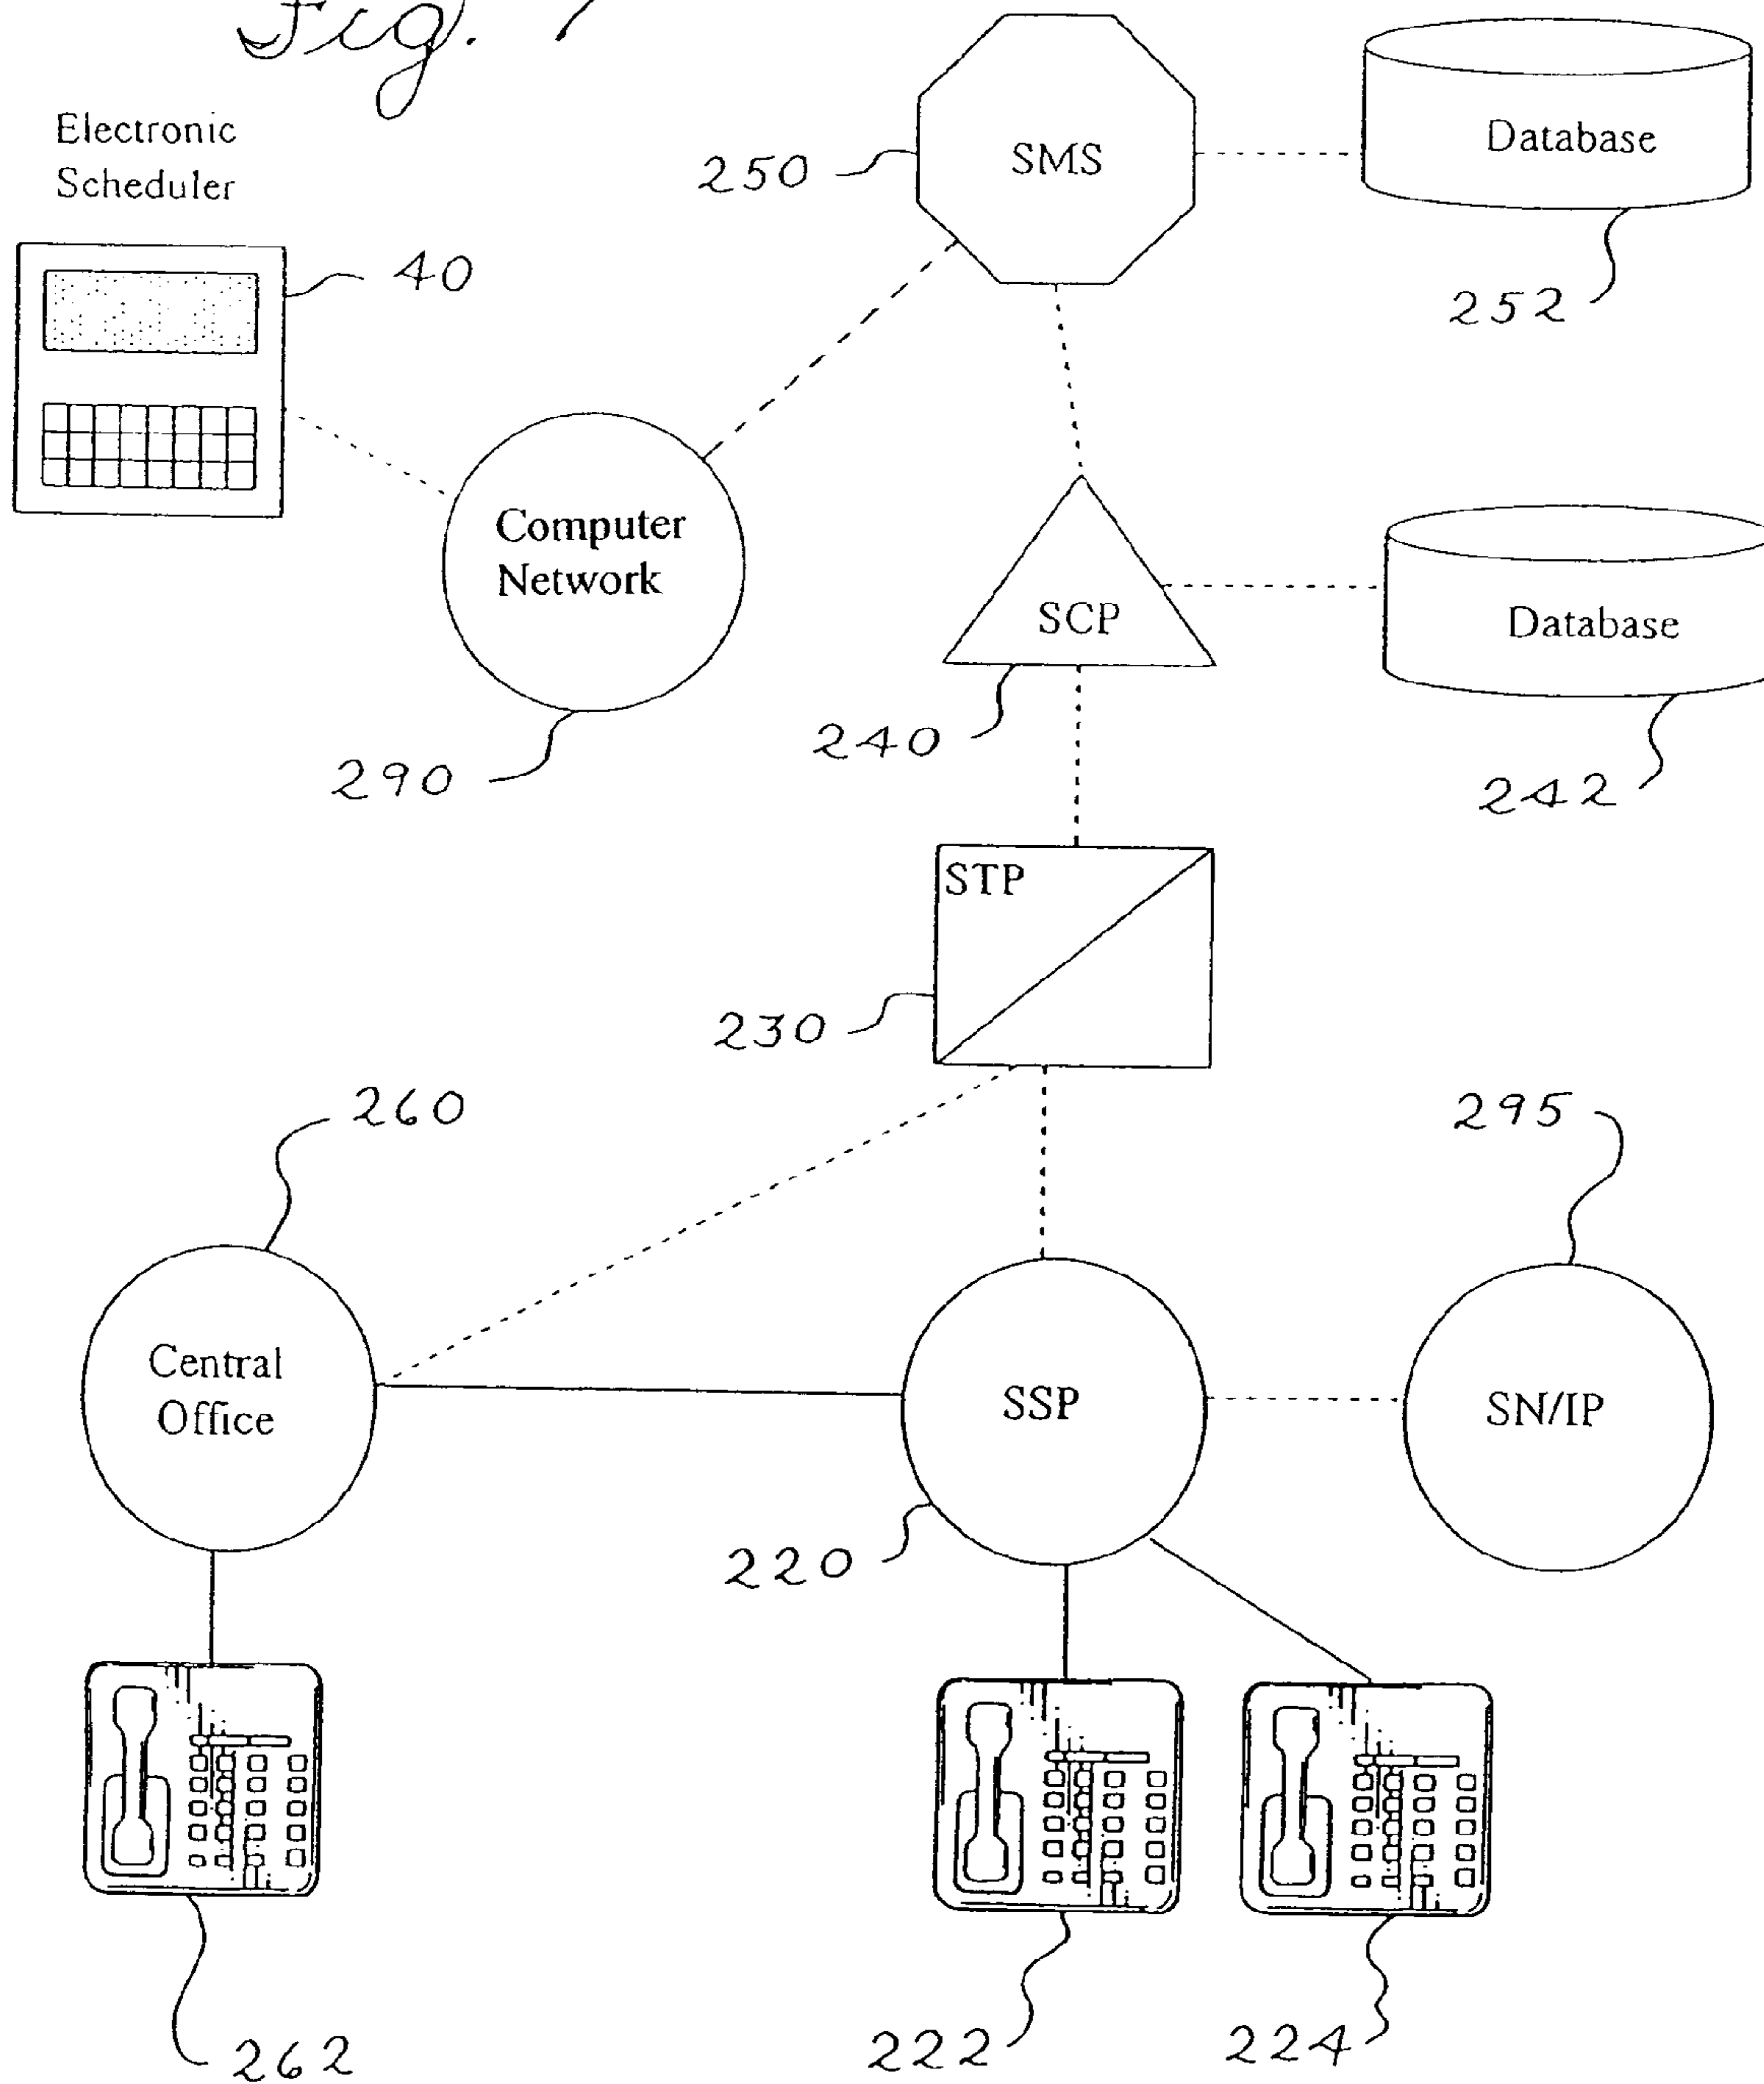 Fig.
Electronic
Scheduler
40
250
SMS
Database
252
Computer
Network
290
SCP
240
Database
242
STP
230
260
295
Central
Office
SSP
SN/IP
220
262
222
224